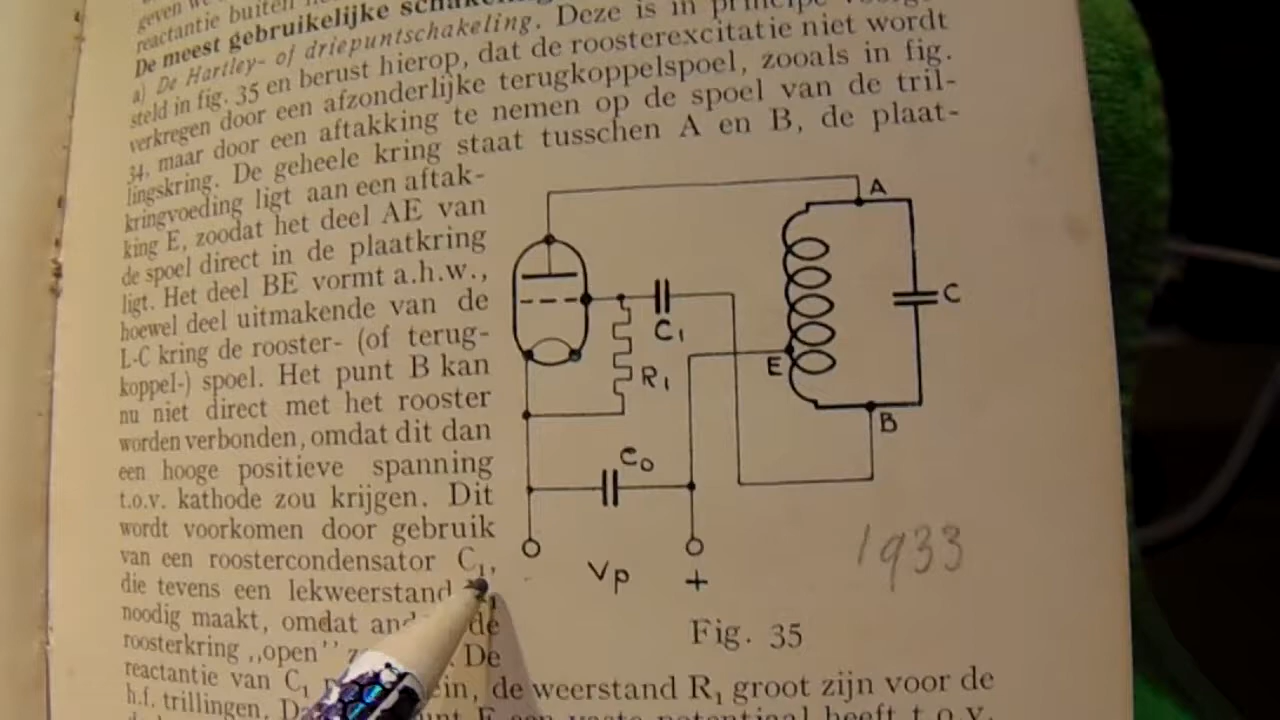 geven we
reactantie buiten
De meest gebruikelijke
a) De Hartley- of driepuntschakeling. Deze is in principe
steld in fig. 35 en berust hierop, dat de roosterexcitatie niet wordt
verkregen door een afzonderlijke terugkoppelspoel, zooals in fig.
34, maar door een aftakking te nemen op de spoel van de tril-
lingskring. De geheele kring staat tusschen A en B, de plaat-
kringvoeding ligt aan een aftak-
king E, zoodat het deel AE van
de spoel direct in de plaatkring
ligt. Het deel BE vormt a.h.w.,
hoewel deel uitmakende van de
L-C kring de rooster- (of terug-
koppel-) spoel. Het punt B kan
nu niet direct met het rooster
worden verbonden, omdat dit dan
een hooge positieve spanning
t.o.v. kathode zou krijgen. Dit
wordt voorkomen door gebruik
van een roostercondensator C₁,
die tevens een lekweerstand
noodig maakt, omdat de
roosterkring „open” De
reactantie van C₁ de weerstand R₁ groot zijn voor de
h.f. trillingen.
A
C
C₁
E
R₁
B
C₀
Vp
+
1933
Fig. 35